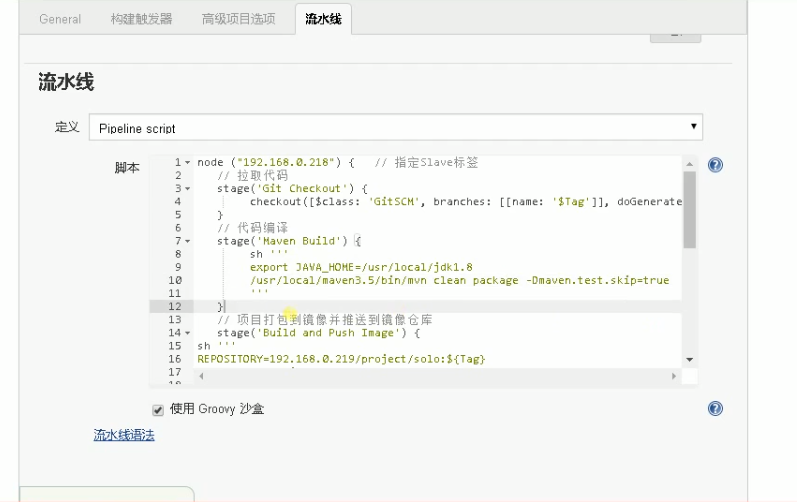 General 构建触发器 高级项目选项 流水线
流水线
定义 Pipeline script
脚本
1 node ("192.168.0.218") { // 指定Slave标签
2 // 拉取代码
3 stage('Git Checkout') {
4 checkout([$class: 'GitSCM', branches: [[name: '$Tag']], doGenerate
5 }
6 // 代码编译
7 stage('Maven Build') {
8 sh '''
9 export JAVA_HOME=/usr/local/jdk1.8
10 /usr/local/maven3.5/bin/mvn clean package -Dmaven.test.skip=true
11 '''
12 }
13 // 项目打包到镜像并推送到镜像仓库
14 stage('Build and Push Image') {
15 sh '''
16 REPOSITORY=192.168.0.219/project/solo:${Tag}
17
使用 Groovy 沙盒
流水线语法